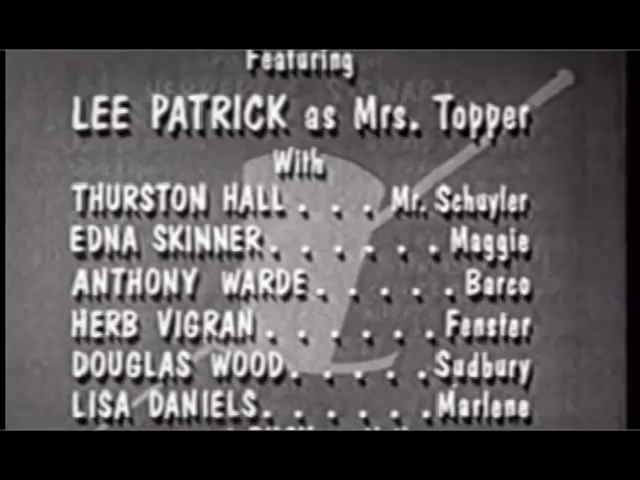 Featuring
LEE PATRICK as Mrs. Topper
With
THURSTON HALL . . . Mr. Schuyler
EDNA SKINNER . . . . . . Maggie
ANTHONY WARDE . . . . . Barco
HERB VIGRAN . . . . . . Fenster
DOUGLAS WOOD . . . . . Sudbury
LISA DANIELS . . . . . . Marlene